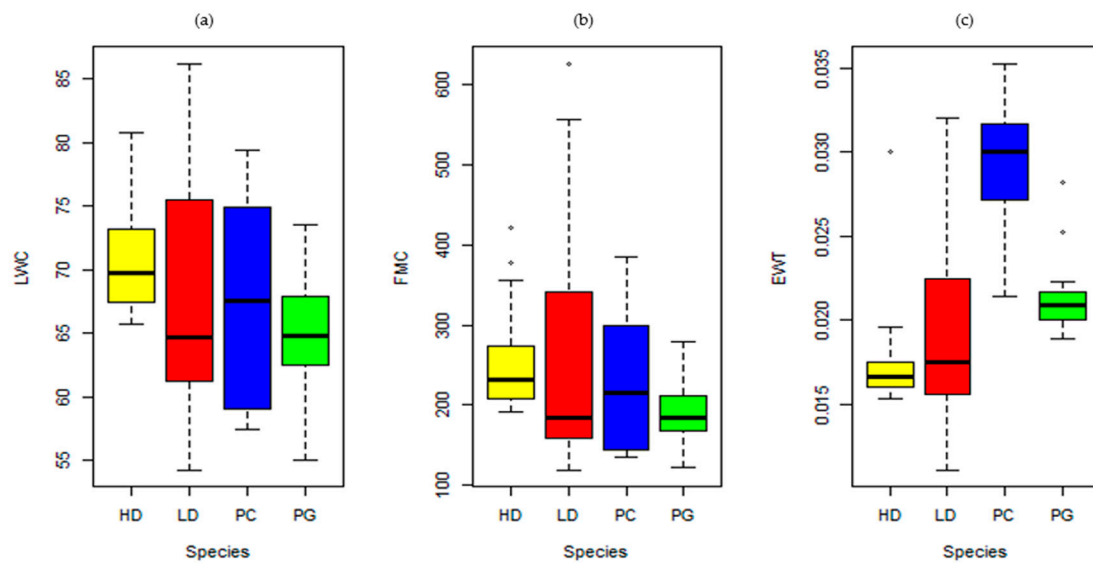 (a)
(b)
(c)
LWC
85
80
75
70
65
60
55
HD LD PC PG
Species
FMC
600
500
400
300
200
100
HD LD PC PG
Species
EWT
0.035
0.030
0.025
0.020
0.015
HD LD PC PG
Species